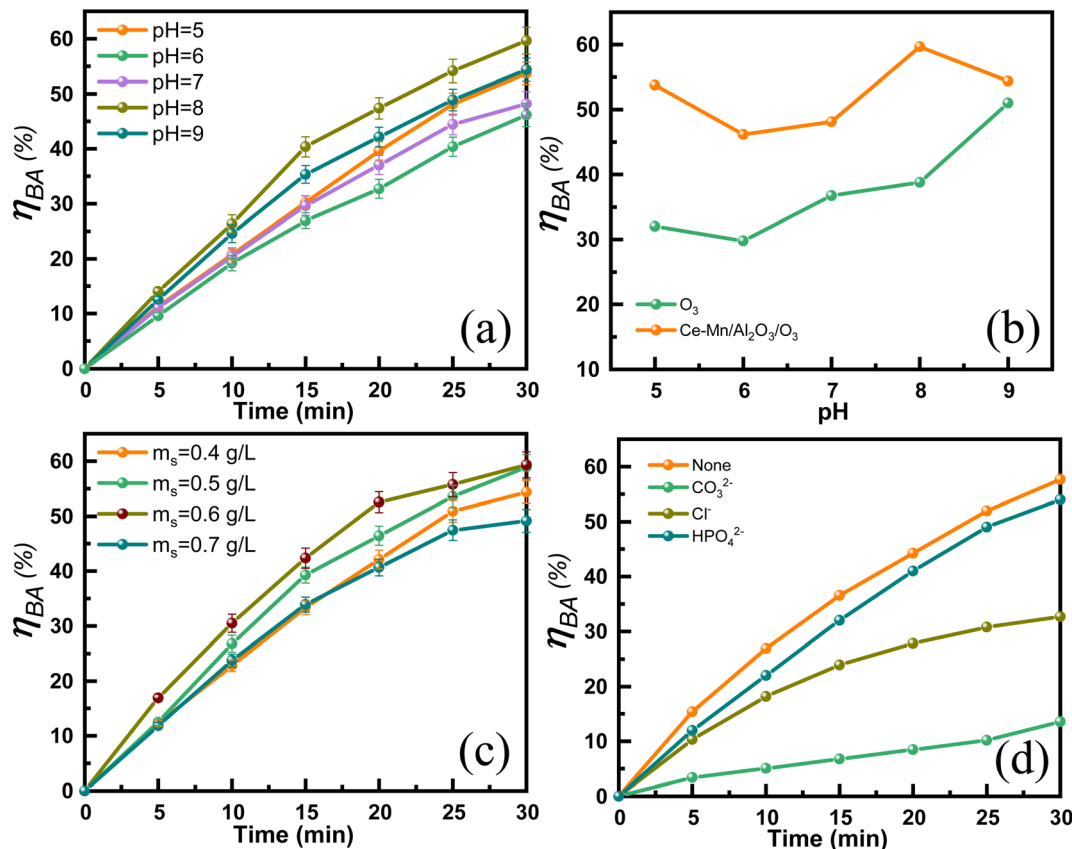 pH=5
pH=6
pH=7
pH=8
pH=9
60
50
40
30
20
10
0
η_BA (%)
0 5 10 15 20 25 30
Time (min)
(a)
60
50
40
30
20
10
η_BA (%)
O₃
Ce-Mn/Al₂O₃/O₃
5 6 7 8 9
pH
(b)
mₛ=0.4 g/L
mₛ=0.5 g/L
mₛ=0.6 g/L
mₛ=0.7 g/L
60
50
40
30
20
10
0
η_BA (%)
0 5 10 15 20 25 30
Time (min)
(c)
None
CO₃²⁻
Cl⁻
HPO₄²⁻
60
50
40
30
20
10
0
η_BA (%)
0 5 10 15 20 25 30
Time (min)
(d)